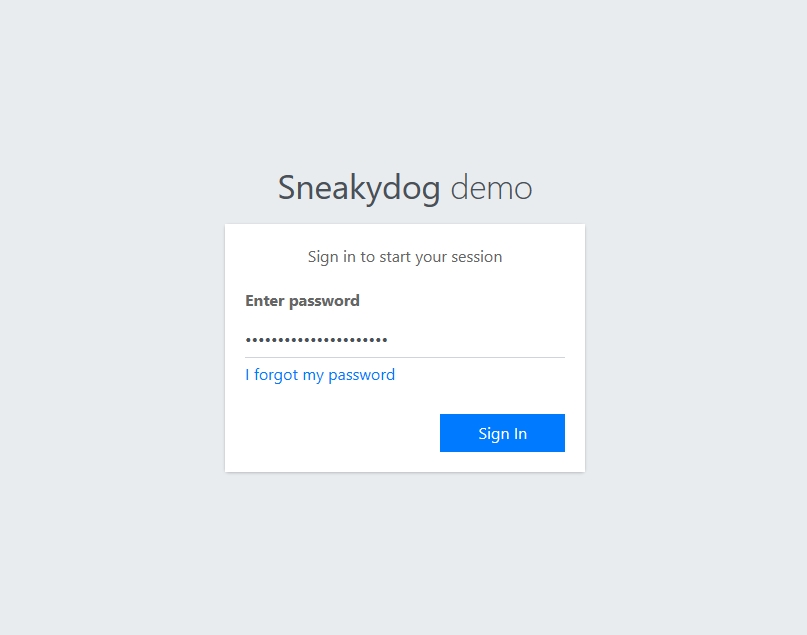 Sneakydog demo
Sign in to start your session
Enter password
••••••••••••••••••••••
I forgot my password
Sign In